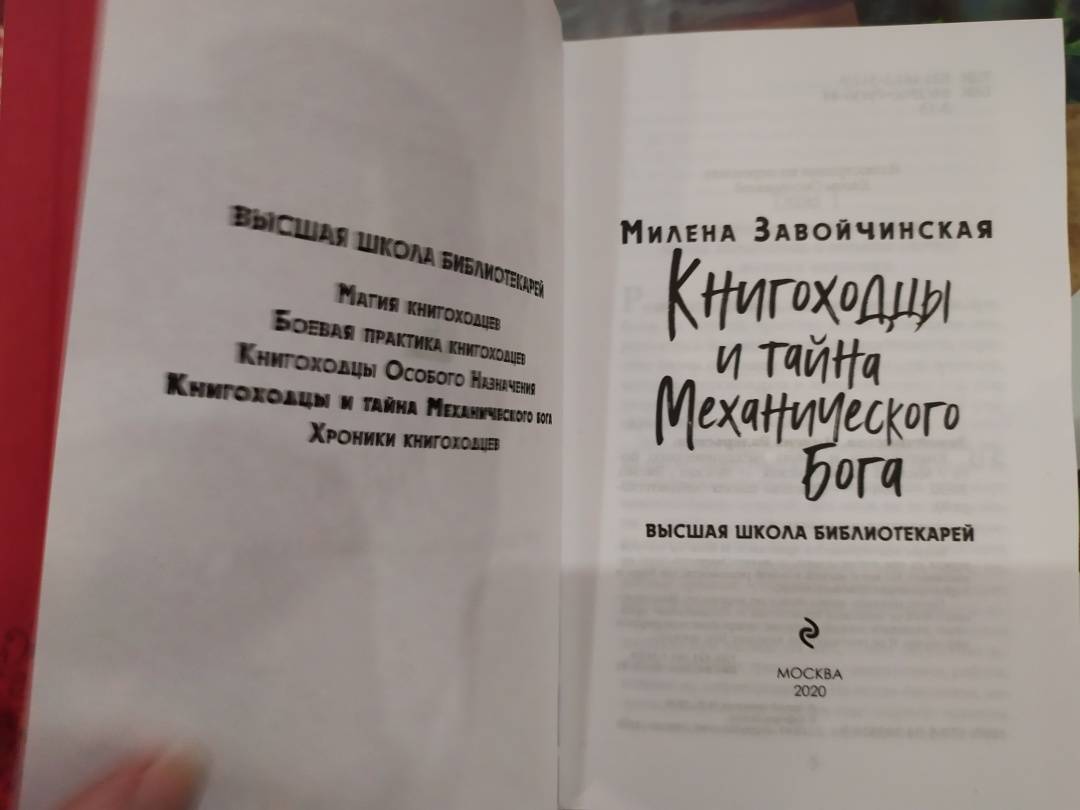 ВЫСШАЯ ШКОЛА БИБЛИОТЕКАРЕЙ
Магия книгоходцев
Боевая практика книгоходцев
Книгоходцы Особого Назначения
Книгоходцы и тайна Механического бога
Хроники книгоходцев
Милена Завойчинская
Книгоходцы
и тайна
Механического
Бога
ВЫСШАЯ ШКОЛА БИБЛИОТЕКАРЕЙ
МОСКВА
2020